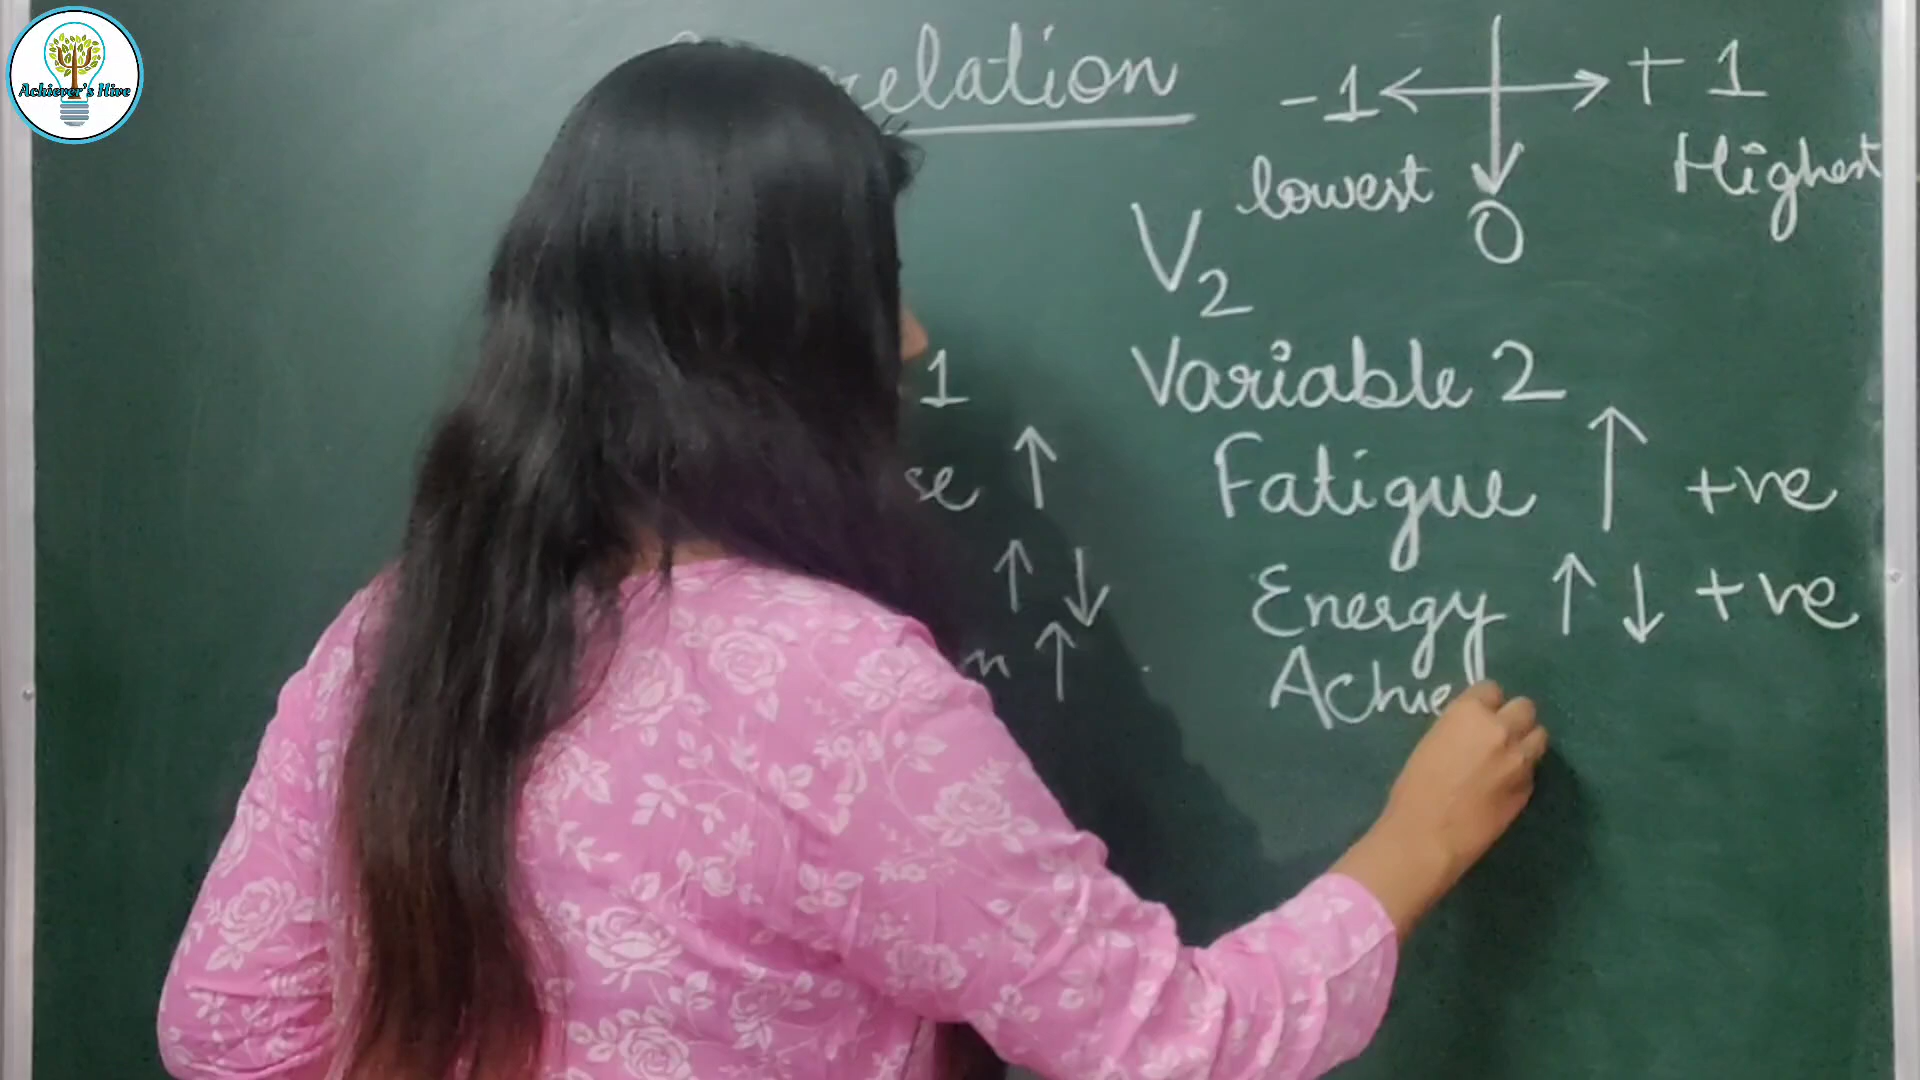 Achiever's Hive
relation
-1 + 1
lowest 0 Highest
V2
1 Variable 2
se ↑ Fatigue ↑ +ve
↑ ↓ Energy ↑ ↓ +ve
n ↑ Achie